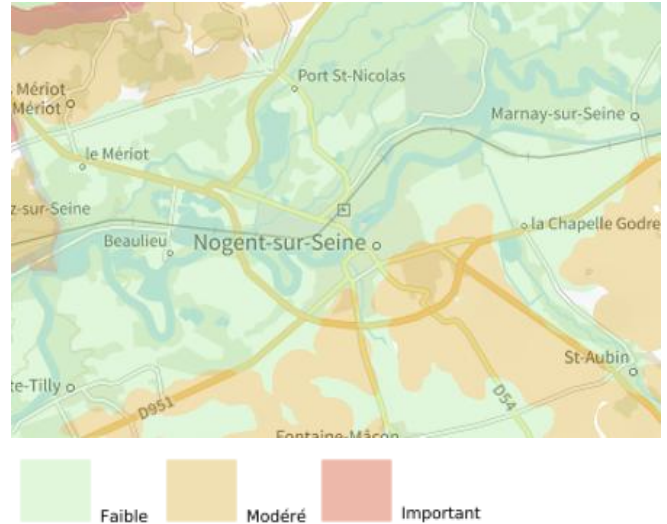 Port St-Nicolas
Mériot
Mériot
Marnay-sur-Seine
le Mériot
z-sur-Seine
la Chapelle Godre
Beaulieu
Nogent-sur-Seine
St-Aubin
te-Tilly
D951
D54
Fontaine-Mâcon
Faible
Modéré
Important